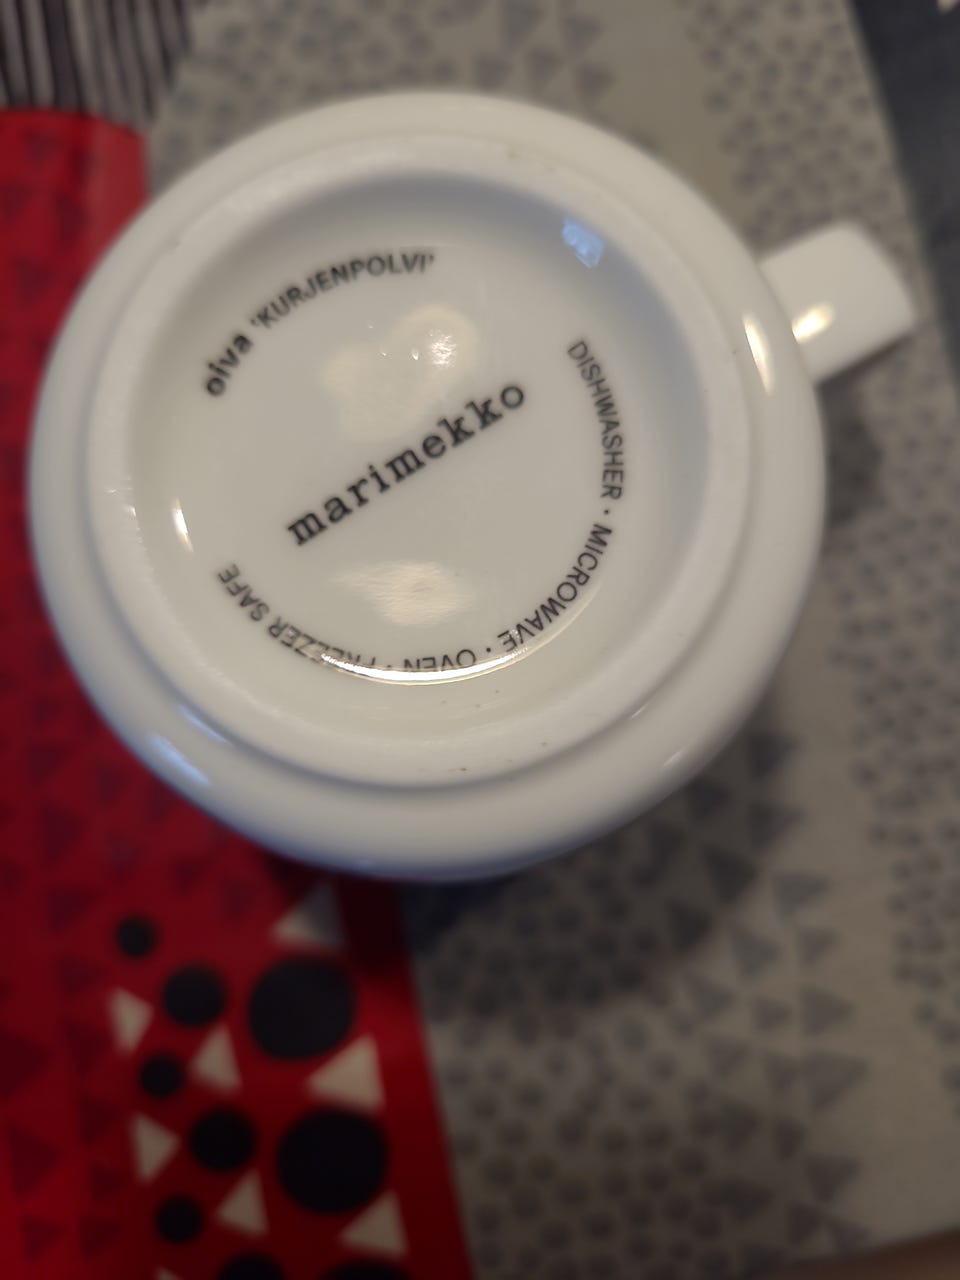 oiva 'KURJENPOLVI'
marimekko
DISHWASHER · MICROWAVE · OVEN · FREEZER SAFE